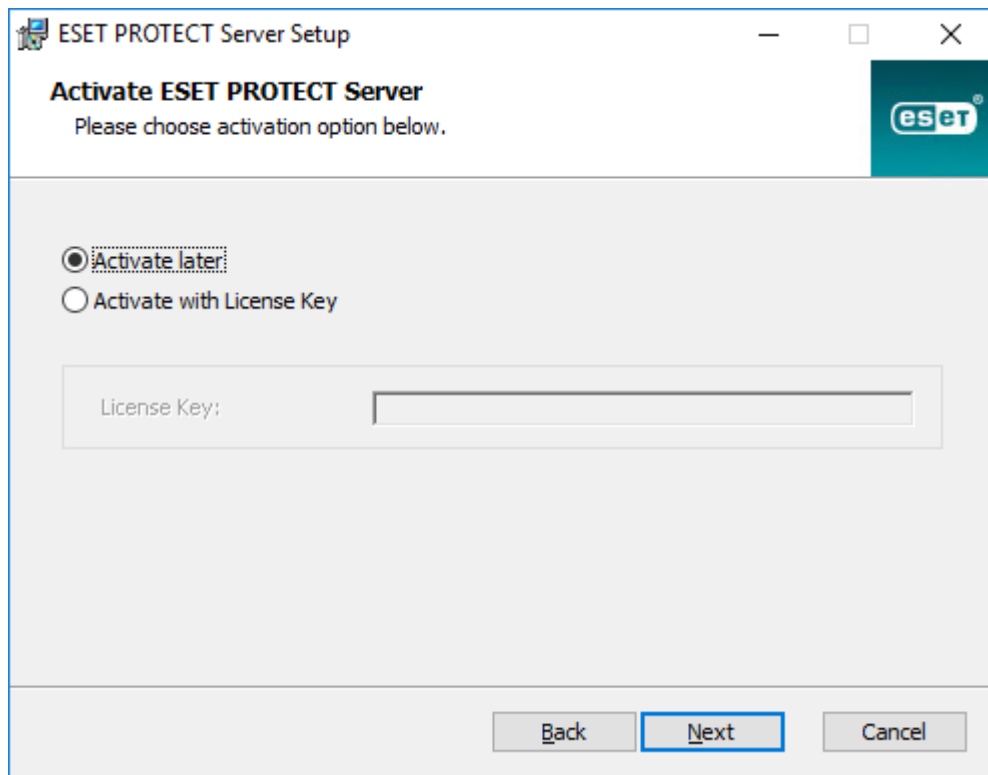 ESET PROTECT Server Setup
Activate ESET PROTECT Server
Please choose activation option below.
eseT®
Activate later
Activate with License Key
License Key:
Back Next Cancel